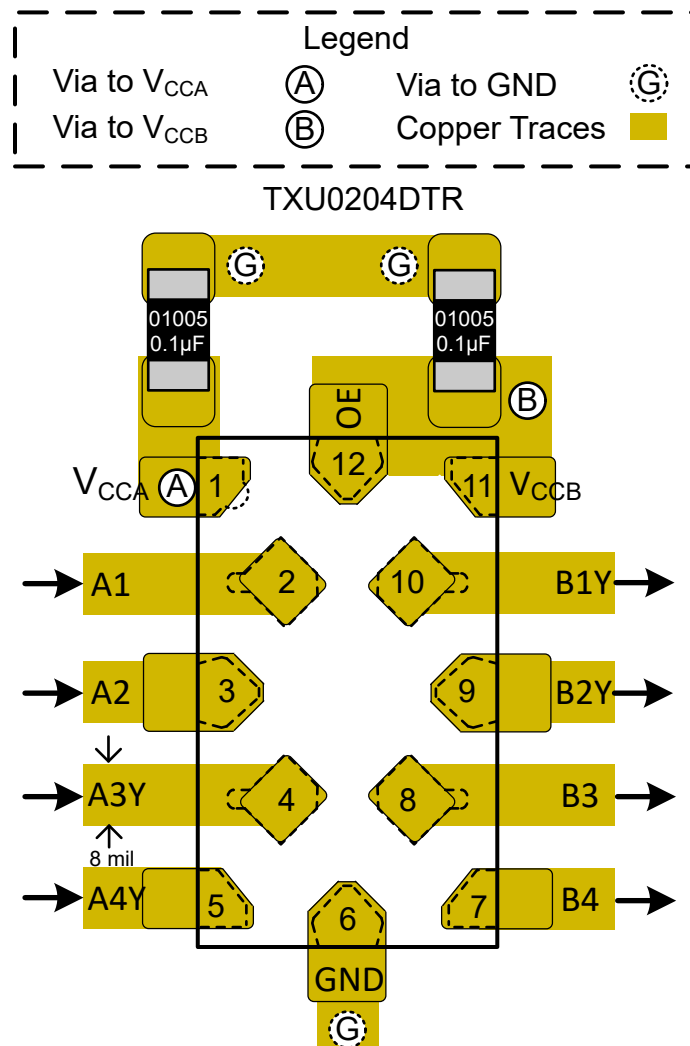 Legend
Via to VCCA A Via to GND G
Via to VCCB B Copper Traces
TXU0204DTR
G G
01005 01005
0.1µF 0.1µF
B
OE
12
VCCA A 1 11 VCCB
A1 2 10 B1Y
A2 3 9 B2Y
A3Y 4 8 B3
8 mil
A4Y 5 7 B4
6
GND
G